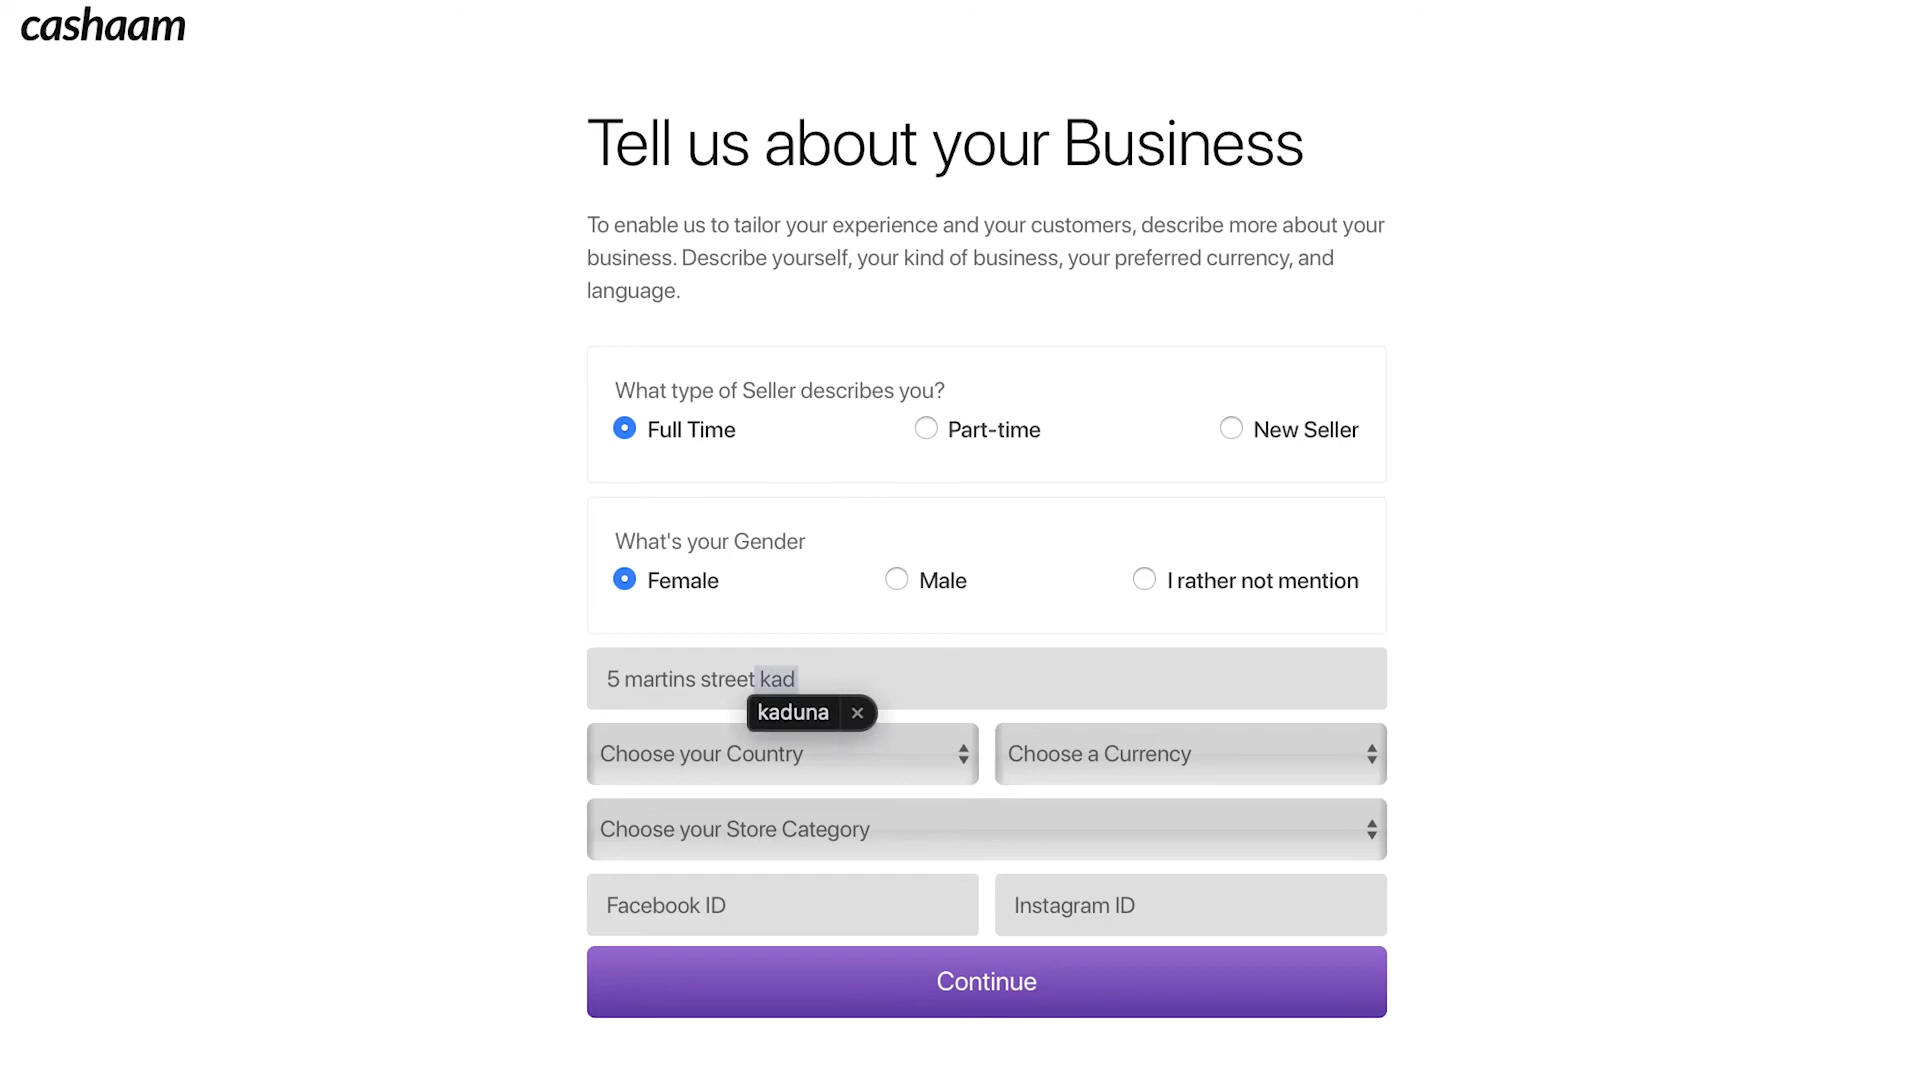 cashaam
Tell us about your Business
To enable us to tailor your experience and your customers, describe more about your
business. Describe yourself, your kind of business, your preferred currency, and
language.
What type of Seller describes you?
Full Time Part-time New Seller
What's your Gender
Female Male I rather not mention
5 martins street kad
kaduna ×
Choose your Country Choose a Currency
Choose your Store Category
Facebook ID Instagram ID
Continue